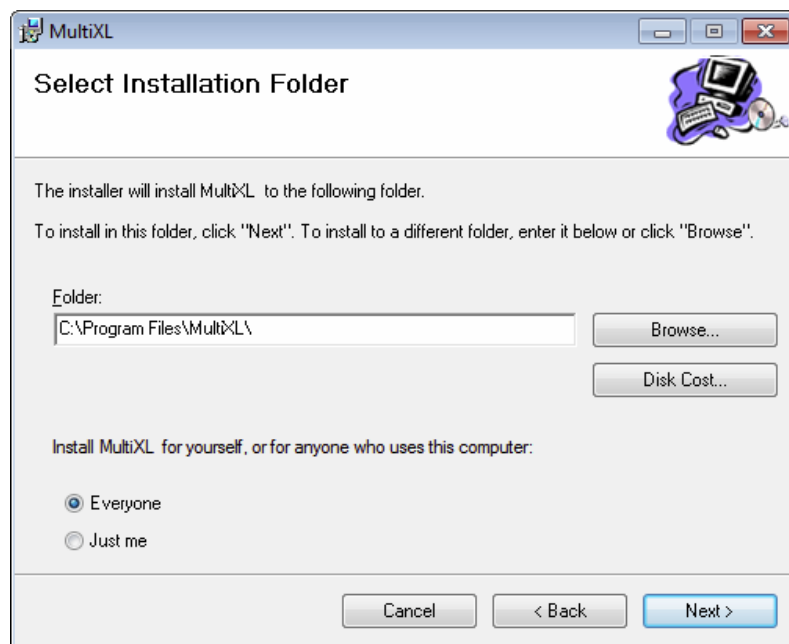 MultiXL
Select Installation Folder
The installer will install MultiXL to the following folder.
To install in this folder, click "Next". To install to a different folder, enter it below or click "Browse".
Folder:
C:\Program Files\MultiXL\
Browse...
Disk Cost...
Install MultiXL for yourself, or for anyone who uses this computer:
Everyone
Just me
Cancel
< Back
Next >